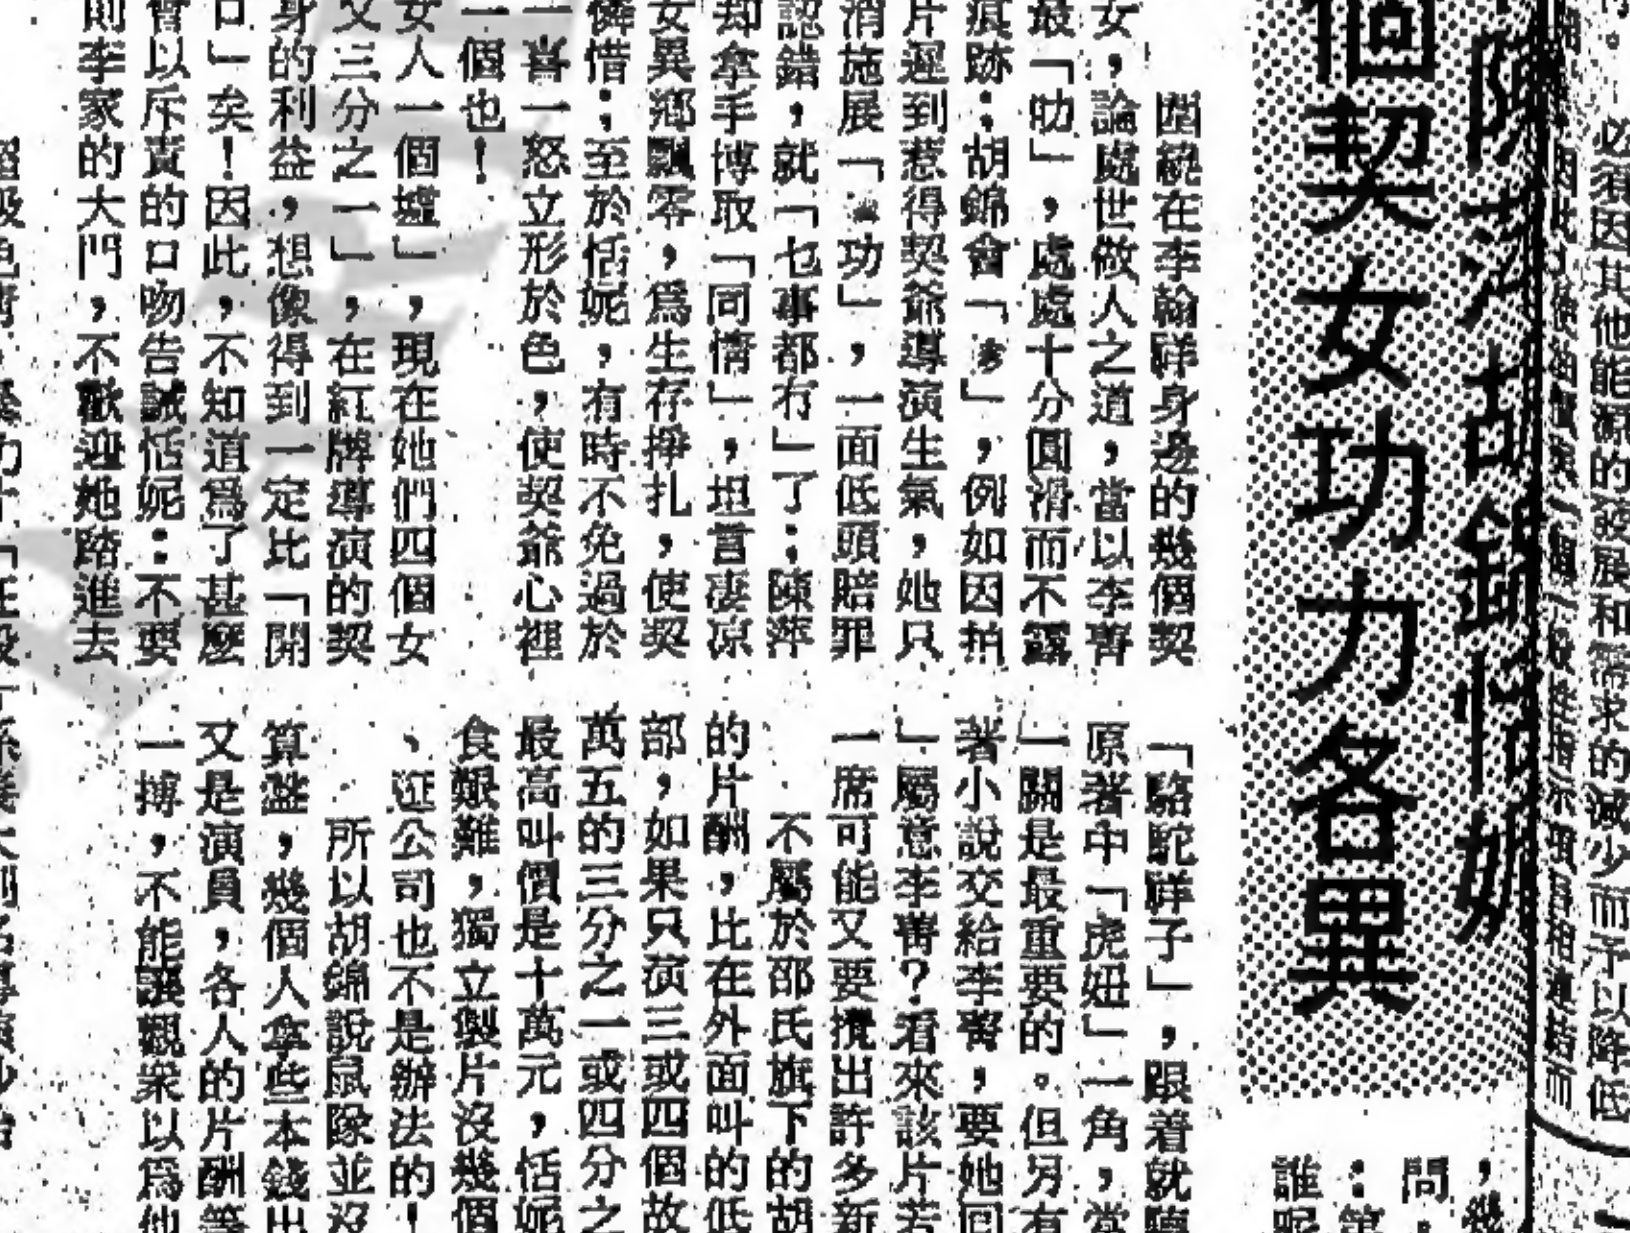 陳萍胡錦恬妮
個契女功力各異
圍繞在李翰祥身邊的幾個契
女，論處世做人之道，當以李菁
最「叻」，處處十分圓滑而不露
痕跡；胡錦會「」，例如因拍
片遲到惹得契爺導演生氣，她只
消施展「功」，一面低頭賠罪
認錯，就「乜事都冇」了；陳萍
却拿手博取「同情」，坦言凄凉
女異鄉飄零，爲生存掙扎，使契
憐惜；至於恬妮，有時不免過於
一喜一怒立形於色，使契爺心裡
一個也！
女人一個墟」，現在她們四個女
又三分之一」，在紅牌導演的契
身的利益，想像得到一定比「開
口」矣！因此，不知道爲了甚麽
會以斥責的口吻告誡恬妮：不要
則李家的大門，不歡迎她踏進去
「駱駝祥子」，跟着就
原著中「虎妞」一角，當
」關是最重要的。但另有
著小說交給李菁，要她回
」屬意李菁？看來該片若
一席可能又要攪出許多新
不屬於邵氏旗下的胡
的片酬，比在外面叫的低
部，如果只演三或四個故
萬五的三分之一或四分之
最高叫價是十萬元，恬妮
食艱難，獨立製片沒幾個
、逛公司也不是辦法的！
所以胡錦說鼠隊並沒
算盤，幾個人拿些本錢出
又是演員，各人的片酬等
一搏，不能讓觀衆以爲他
必須因其他能源的發展和需求的減少而予以降低
，幾
問：
：第
誰呢